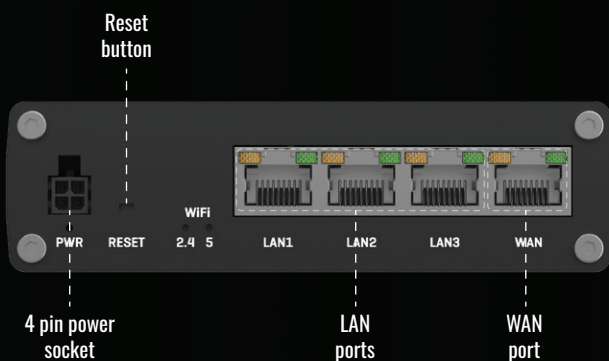 Reset
button
WiFi
PWR RESET 2.4 5 LAN1 LAN2 LAN3 WAN
4 pin power
socket
LAN
ports
WAN
port